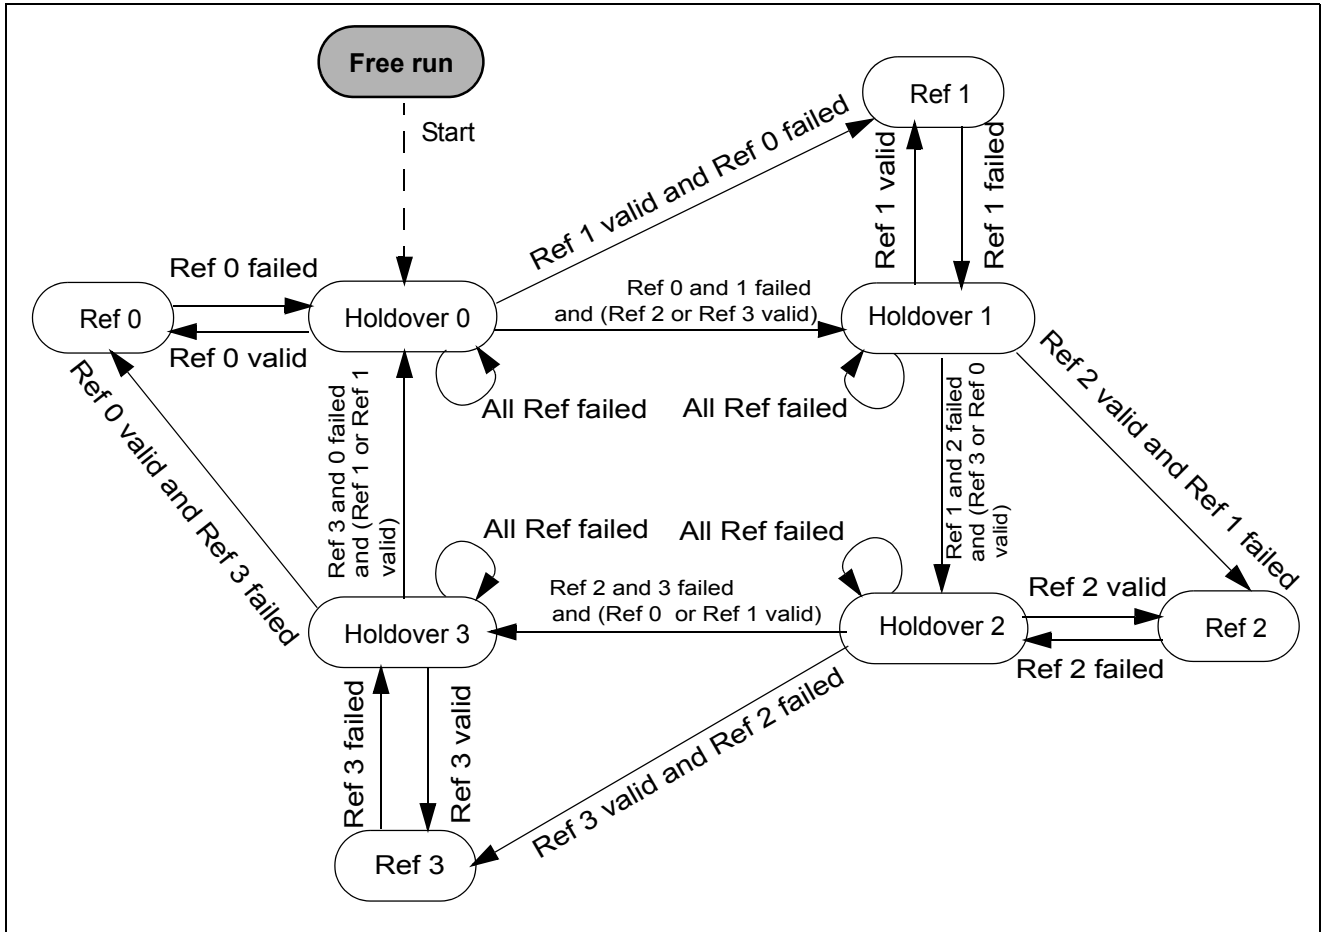 Free run
Start
Ref 1
Ref 1 valid and Ref 0 failed
Ref 1 valid
Ref 1 failed
Ref 0 failed
Ref 0
Ref 0 valid
Holdover 0
Ref 0 and 1 failed
and (Ref 2 or Ref 3 valid)
Holdover 1
All Ref failed
All Ref failed
Ref 0 valid and Ref 3 failed
Ref 3 and 0 failed
and (Ref 1 or Ref 1
valid)
Ref 1 and 2 failed
and (Ref 3 or Ref 0
valid)
Ref 2 valid and Ref 1 failed
All Ref failed
All Ref failed
Ref 2 and 3 failed
and (Ref 0 or Ref 1 valid)
Holdover 3
Holdover 2
Ref 2 valid
Ref 2
Ref 2 failed
Ref 3 failed
Ref 3 valid
Ref 3 valid and Ref 2 failed
Ref 3